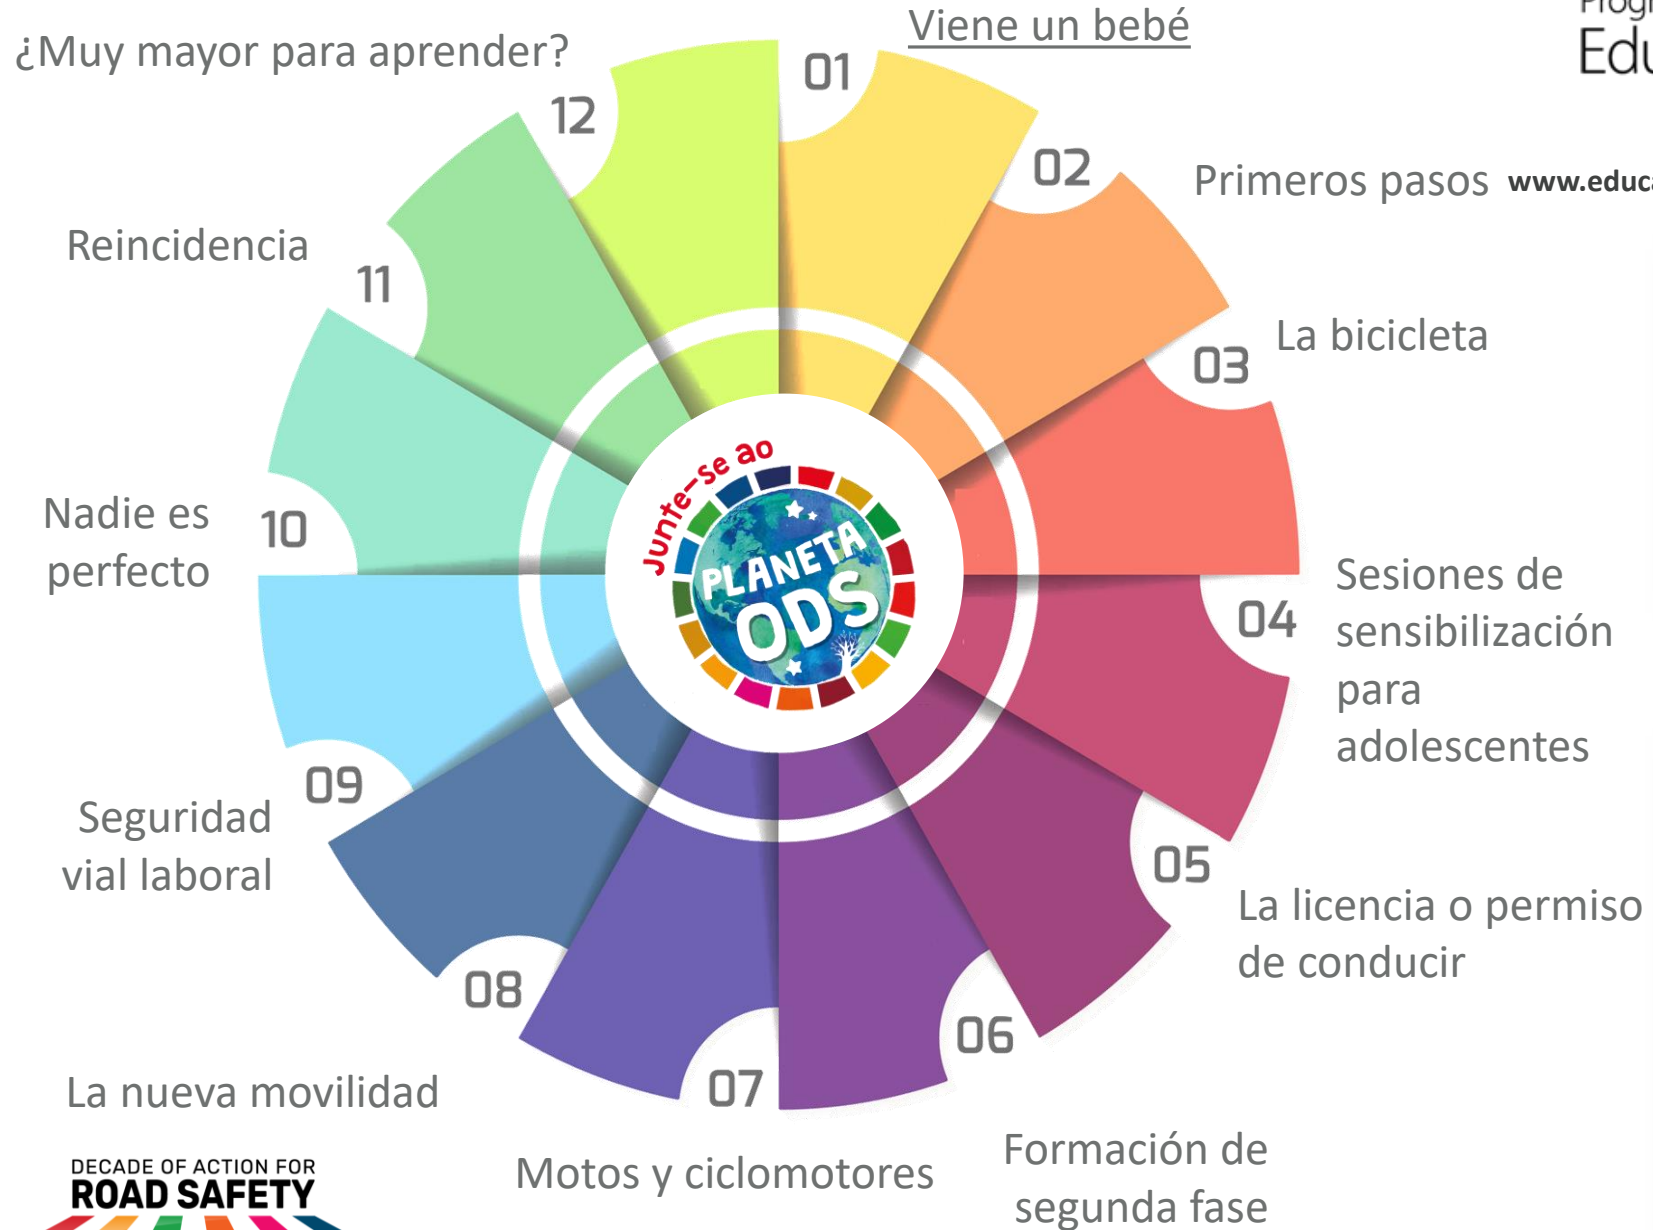 ¿Muy mayor para aprender?
12
01
Viene un bebé
Edu
02
Primeros pasos
www.educa
Reincidencia
11
03
La bicicleta
Nadie es
perfecto
10
Junte-se ao
PLANETA
ODS
04
Sesiones de
sensibilización
para
adolescentes
Seguridad
vial laboral
09
05
La licencia o permiso
de conducir
08
La nueva movilidad
07
Motos y ciclomotores
06
Formación de
segunda fase
DECADE OF ACTION FOR
ROAD SAFETY